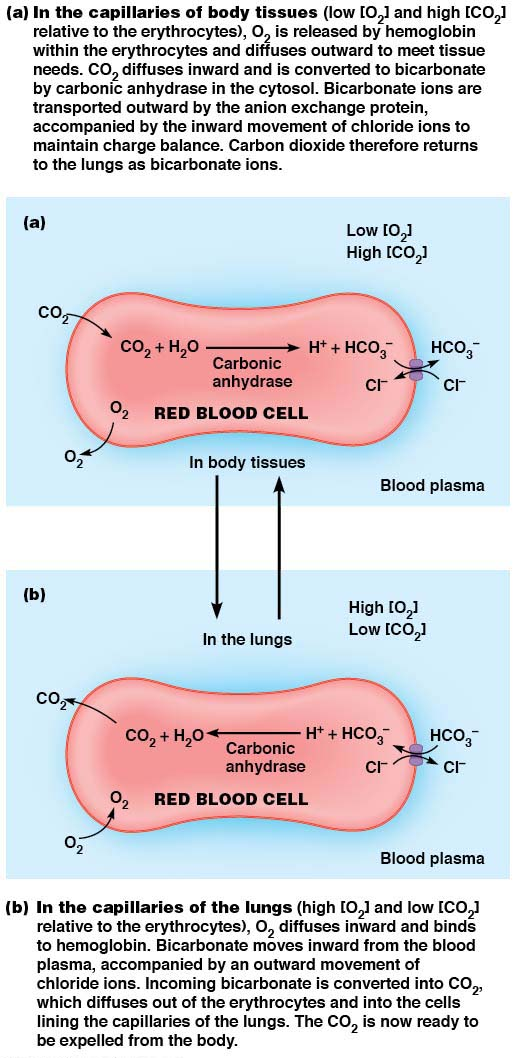 (a) In the capillaries of body tissues (low [O₂] and high [CO₂]
relative to the erythrocytes), O₂ is released by hemoglobin
within the erythrocytes and diffuses outward to meet tissue
needs. CO₂ diffuses inward and is converted to bicarbonate
by carbonic anhydrase in the cytosol. Bicarbonate ions are
transported outward by the anion exchange protein,
accompanied by the inward movement of chloride ions to
maintain charge balance. Carbon dioxide therefore returns
to the lungs as bicarbonate ions.
(a)
Low [O₂]
High [CO₂]
CO₂
CO₂ + H₂O
H⁺ + HCO₃⁻
HCO₃⁻
Carbonic
anhydrase
Cl⁻
Cl⁻
O₂
RED BLOOD CELL
O₂
In body tissues
Blood plasma
(b)
High [O₂]
Low [CO₂]
In the lungs
CO₂
CO₂ + H₂O
H⁺ + HCO₃⁻
HCO₃⁻
Carbonic
anhydrase
Cl⁻
Cl⁻
O₂
RED BLOOD CELL
O₂
Blood plasma
(b) In the capillaries of the lungs (high [O₂] and low [CO₂]
relative to the erythrocytes), O₂ diffuses inward and binds
to hemoglobin. Bicarbonate moves inward from the blood
plasma, accompanied by an outward movement of
chloride ions. Incoming bicarbonate is converted into CO₂,
which diffuses out of the erythrocytes and into the cells
lining the capillaries of the lungs. The CO₂ is now ready to
be expelled from the body.